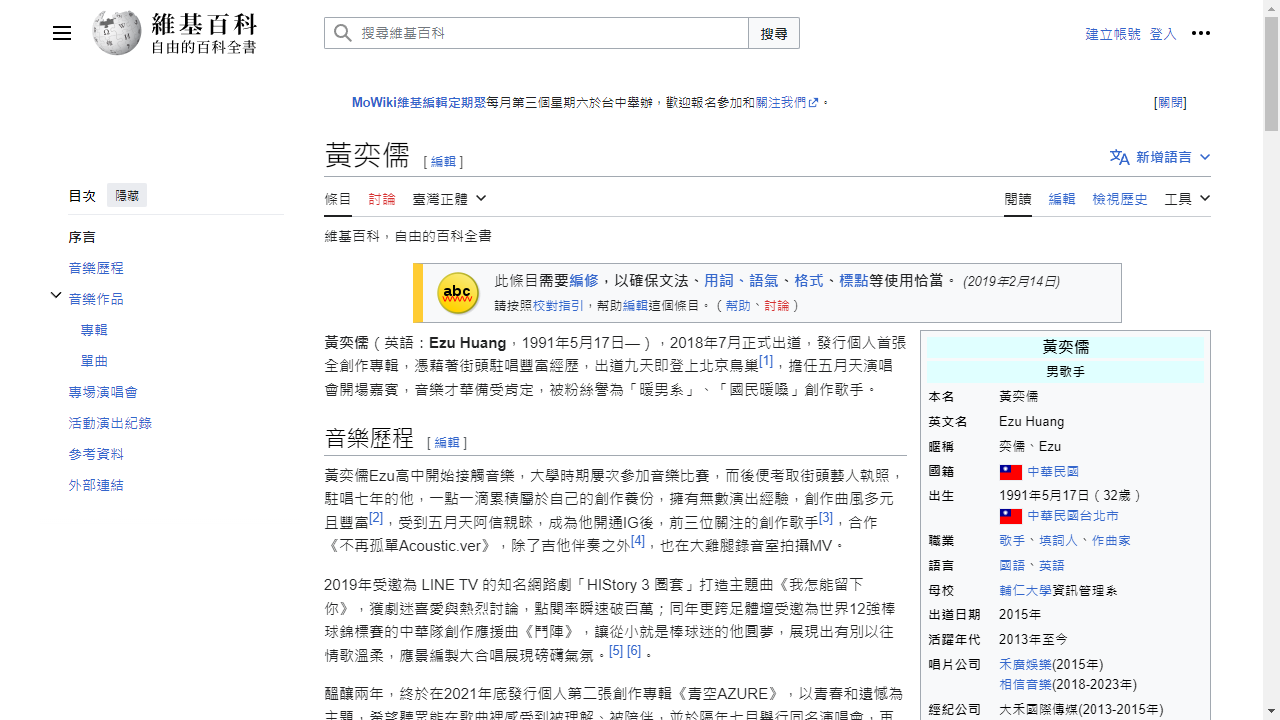 維基百科
自由的百科全書
搜尋維基百科
搜尋
建立帳號 登入
MoWiki維基編輯定期聚每月第三個星期六於台中舉辦，歡迎報名參加和關注我們。
[關閉]
黃奕儒 [ 編輯 ]
新增語言
目次 隱藏
條目 討論 臺灣正體
閱讀 編輯 檢視歷史 工具
維基百科，自由的百科全書
序言
音樂歷程
音樂作品
專輯
單曲
專場演唱會
活動演出紀錄
參考資料
外部連結
abc
此條目需要編修，以確保文法、用詞、語氣、格式、標點等使用恰當。 (2019年2月14日)
請按照校對指引，幫助編輯這個條目。（幫助、討論）
黃奕儒（英語：Ezu Huang，1991年5月17日—），2018年7月正式出道，發行個人首張
全創作專輯，憑藉著街頭駐唱豐富經歷，出道九天即登上北京鳥巢[1]，擔任五月天演唱
會開場嘉賓，音樂才華備受肯定，被粉絲譽為「暖男系」、「國民暖嗓」創作歌手。
音樂歷程 [ 編輯 ]
黃奕儒Ezu高中開始接觸音樂，大學時期屢次參加音樂比賽，而後便考取街頭藝人執照，
駐唱七年的他，一點一滴累積屬於自己的創作養份，擁有無數演出經驗，創作曲風多元
且豐富[2]，受到五月天阿信親睞，成為他開通IG後，前三位關注的創作歌手[3]，合作
《不再孤單Acoustic.ver》，除了吉他伴奏之外[4]，也在大雞腿錄音室拍攝MV。
2019年受邀為 LINE TV 的知名網路劇「HIStory 3 圈套」打造主題曲《我怎能留下
你》，獲劇迷喜愛與熱烈討論，點閱率瞬速破百萬；同年更跨足體壇受邀為世界12強棒
球錦標賽的中華隊創作應援曲《鬥陣》，讓從小就是棒球迷的他圓夢，展現出有別以往
情歌溫柔，應景編製大合唱展現磅礡氣氛。[5] [6]。
醞釀兩年，終於在2021年底發行個人第二張創作專輯《青空AZURE》，以青春和遺憾為
主題，希望聽眾能在歌曲裡感受到被理解、被陪伴，並於隔年七月舉行同名演唱會，再
黃奕儒
男歌手
本名 黃奕儒
英文名 Ezu Huang
暱稱 奕儒、Ezu
國籍 中華民國
出生 1991年5月17日（32歲）
中華民國台北市
職業 歌手、填詞人、作曲家
語言 國語、英語
母校 輔仁大學資訊管理系
出道日期 2015年
活躍年代 2013年至今
唱片公司 禾廣娛樂(2015年)
相信音樂(2018-2023年)
經紀公司 大禾國際傳媒(2013-2015年)